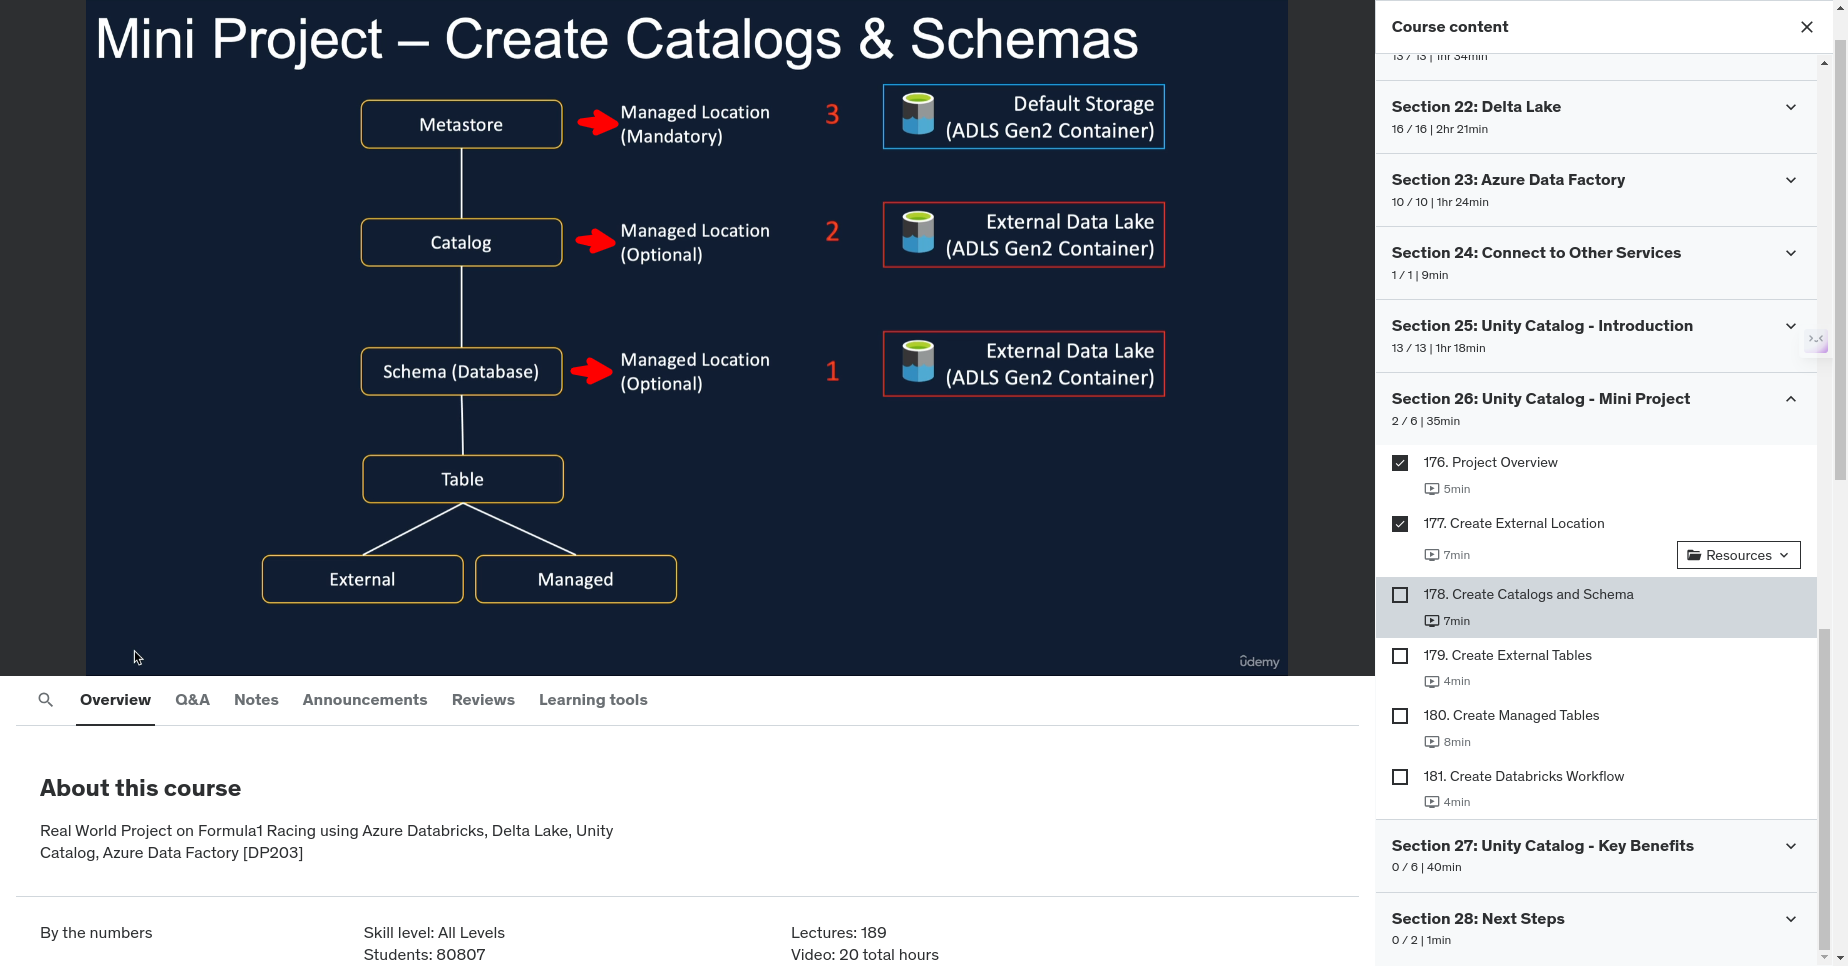 Mini Project – Create Catalogs & Schemas
Metastore
Managed Location
(Mandatory)
3
Default Storage
(ADLS Gen2 Container)
Catalog
Managed Location
(Optional)
2
External Data Lake
(ADLS Gen2 Container)
Schema (Database)
Managed Location
(Optional)
1
External Data Lake
(ADLS Gen2 Container)
Table
External
Managed
ûdemy
Overview
Q&A
Notes
Announcements
Reviews
Learning tools
About this course
Real World Project on Formula1 Racing using Azure Databricks, Delta Lake, Unity
Catalog, Azure Data Factory [DP203]
By the numbers
Skill level: All Levels
Students: 80807
Lectures: 189
Video: 20 total hours
Course content
13 / 13 | 1hr 34min
Section 22: Delta Lake
16 / 16 | 2hr 21min
Section 23: Azure Data Factory
10 / 10 | 1hr 24min
Section 24: Connect to Other Services
1 / 1 | 9min
Section 25: Unity Catalog - Introduction
13 / 13 | 1hr 18min
Section 26: Unity Catalog - Mini Project
2 / 6 | 35min
176. Project Overview
5min
177. Create External Location
7min
Resources
178. Create Catalogs and Schema
7min
179. Create External Tables
4min
180. Create Managed Tables
8min
181. Create Databricks Workflow
4min
Section 27: Unity Catalog - Key Benefits
0 / 6 | 40min
Section 28: Next Steps
0 / 2 | 1min